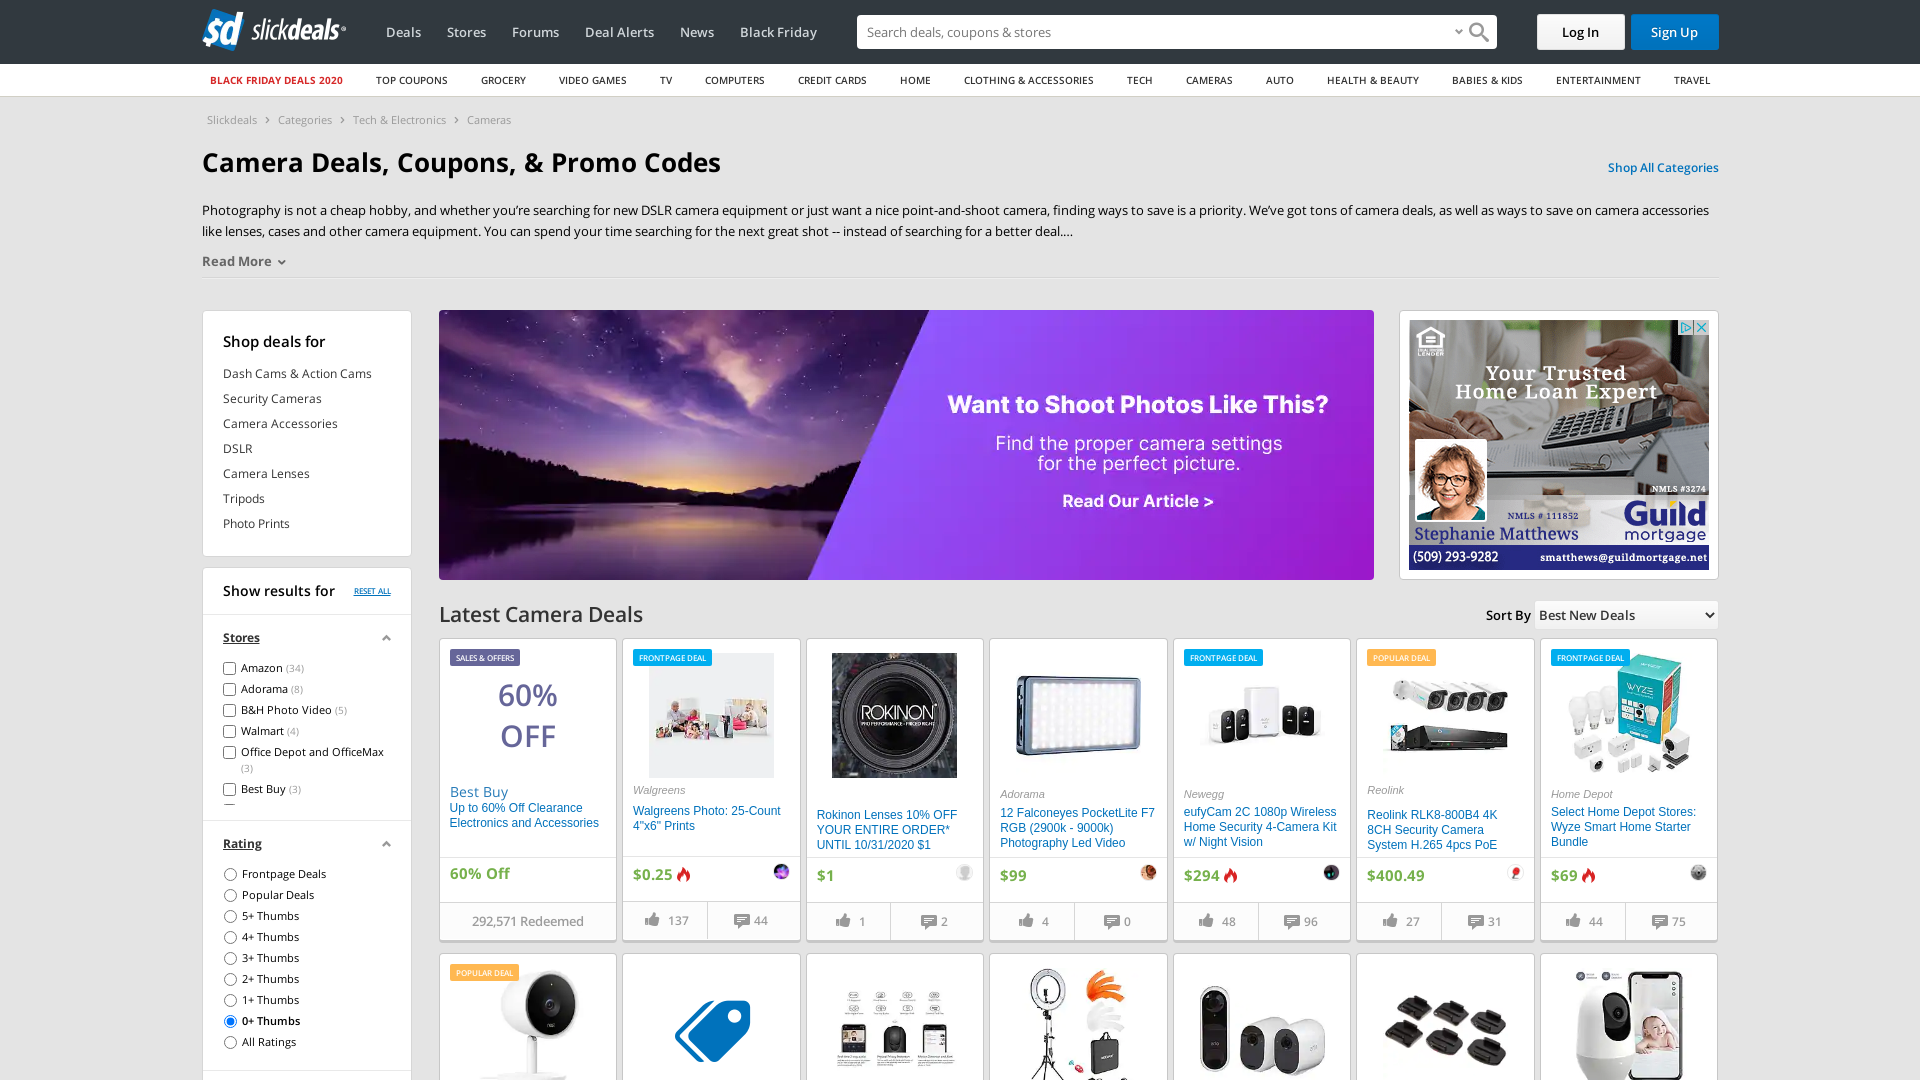 sd slickdeals
Deals
Stores
Forums
Deal Alerts
News
Black Friday
Search deals, coupons & stores
Log In
Sign Up
BLACK FRIDAY DEALS 2020
TOP COUPONS
GROCERY
VIDEO GAMES
TV
COMPUTERS
CREDIT CARDS
HOME
CLOTHING & ACCESSORIES
TECH
CAMERAS
AUTO
HEALTH & BEAUTY
BABIES & KIDS
ENTERTAINMENT
TRAVEL
Slickdeals > Categories > Tech & Electronics > Cameras
Camera Deals, Coupons, & Promo Codes
Shop All Categories
Photography is not a cheap hobby, and whether you’re searching for new DSLR camera equipment or just want a nice point-and-shoot camera, finding ways to save is a priority. We’ve got tons of camera deals, as well as ways to save on camera accessories
like lenses, cases and other camera equipment. You can spend your time searching for the next great shot -- instead of searching for a better deal....
Read More
Shop deals for
Dash Cams & Action Cams
Security Cameras
Camera Accessories
DSLR
Camera Lenses
Tripods
Photo Prints
Show results for
RESET ALL
Stores
Amazon (34)
Adorama (8)
B&H Photo Video (5)
Walmart (4)
Office Depot and OfficeMax
(3)
Best Buy (3)
Rating
Frontpage Deals
Popular Deals
5+ Thumbs
4+ Thumbs
3+ Thumbs
2+ Thumbs
1+ Thumbs
0+ Thumbs
All Ratings
Want to Shoot Photos Like This?
Find the proper camera settings
for the perfect picture.
Read Our Article >
Your Trusted
Home Loan Expert
NMLS #3274
NMLS # 111852
Guild
mortgage
Stephanie Matthews
(509) 293-9282
smatthews@guildmortgage.net
Latest Camera Deals
Sort By
Best New Deals
SALES & OFFERS
60%
OFF
Best Buy
Up to 60% Off Clearance
Electronics and Accessories
60% Off
292,571 Redeemed
FRONTPAGE DEAL
Walgreens
Walgreens Photo: 25-Count
4"x6" Prints
$0.25
137
44
ROKINON
Rokinon Lenses 10% OFF
YOUR ENTIRE ORDER*
UNTIL 10/31/2020 $1
$1
1
2
Adorama
12 Falconeyes PocketLite F7
RGB (2900k - 9000k)
Photography Led Video
$99
4
0
FRONTPAGE DEAL
Newegg
eufyCam 2C 1080p Wireless
Home Security 4-Camera Kit
w/ Night Vision
$294
48
96
POPULAR DEAL
Reolink
Reolink RLK8-800B4 4K
8CH Security Camera
System H.265 4pcs PoE
$400.49
27
31
FRONTPAGE DEAL
WYZE
Home Depot
Select Home Depot Stores:
Wyze Smart Home Starter
Bundle
$69
44
75
POPULAR DEAL